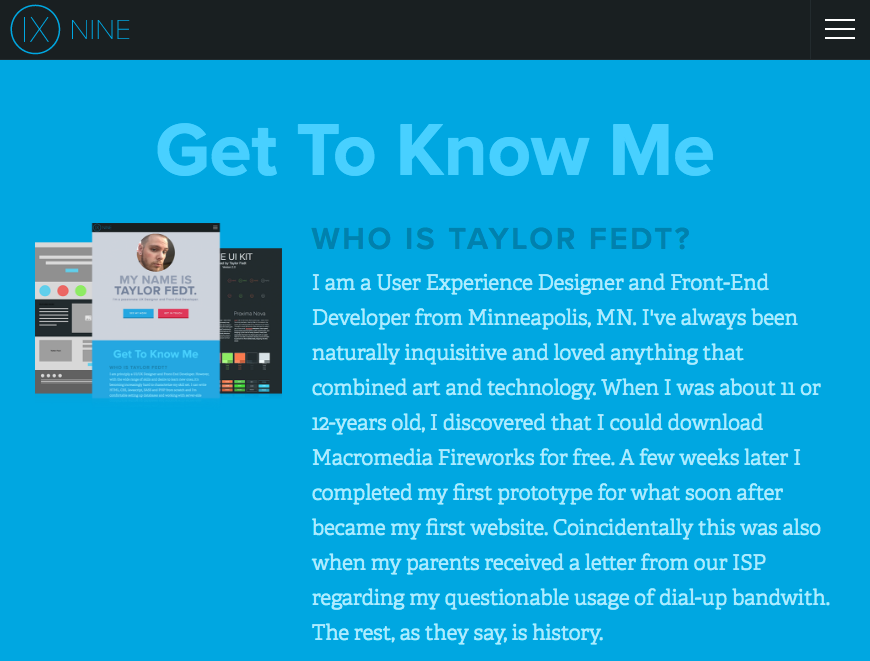 IX NINE
Get To Know Me
MY NAME IS
TAYLOR FEDT.
Get To Know Me
WHO IS TAYLOR FEDT?
E UI KIT
Proxima Nova
WHO IS TAYLOR FEDT?
I am a User Experience Designer and Front-End
Developer from Minneapolis, MN. I've always been
naturally inquisitive and loved anything that
combined art and technology. When I was about 11 or
12-years old, I discovered that I could download
Macromedia Fireworks for free. A few weeks later I
completed my first prototype for what soon after
became my first website. Coincidentally this was also
when my parents received a letter from our ISP
regarding my questionable usage of dial-up bandwith.
The rest, as they say, is history.